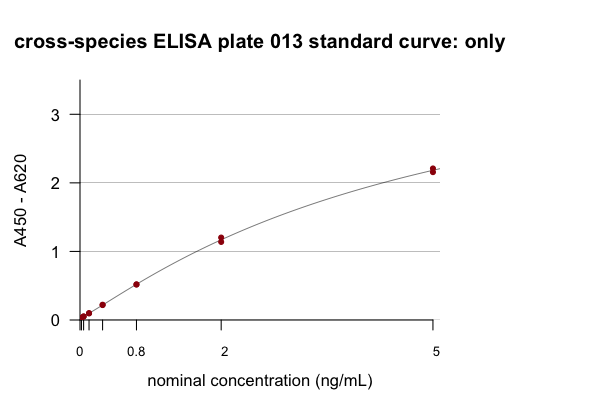 cross-species ELISA plate 013 standard curve: only
3
2
1
0
A450 - A620
0 0.8 2 5
nominal concentration (ng/mL)